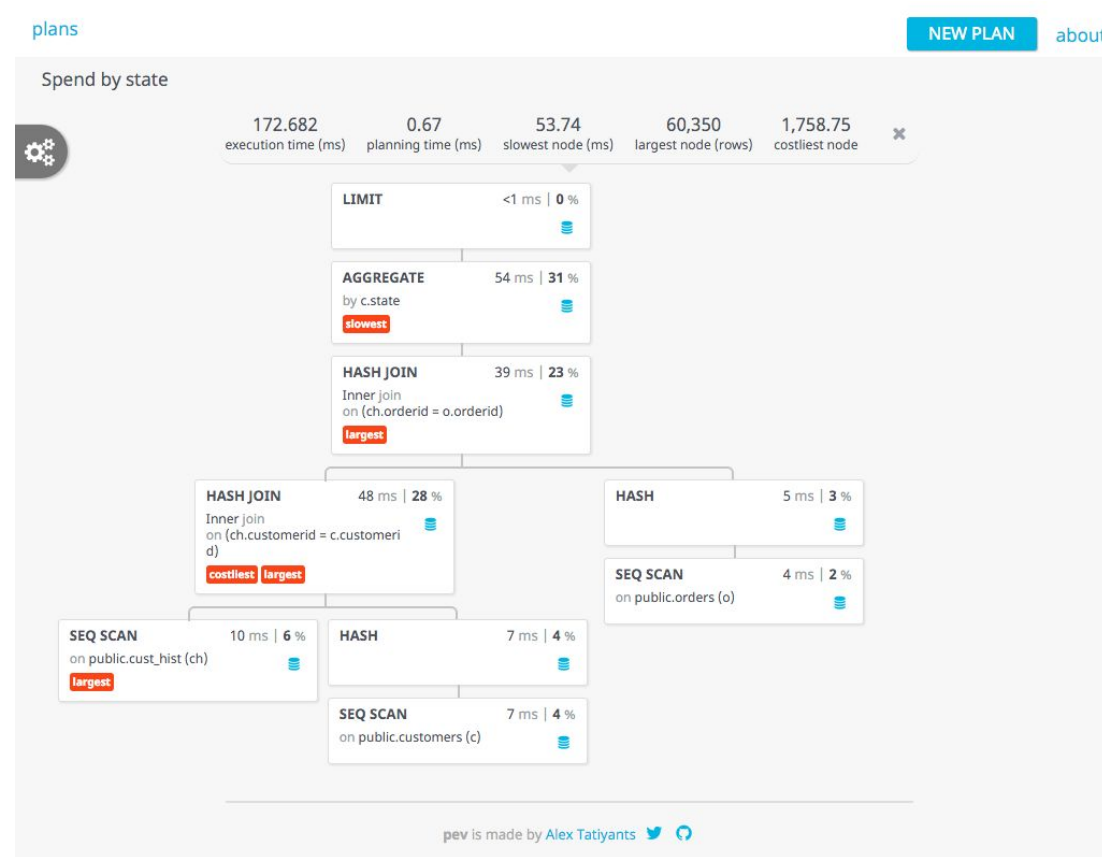 plans
NEW PLAN
about
Spend by state
172.682
execution time (ms)
0.67
planning time (ms)
53.74
slowest node (ms)
60,350
largest node (rows)
1,758.75
costliest node
LIMIT <1 ms | 0 %
AGGREGATE 54 ms | 31 %
by c.state
slowest
HASH JOIN 39 ms | 23 %
Inner join
on (ch.orderid = o.orderid)
largest
HASH JOIN 48 ms | 28 %
Inner join
on (ch.customerid = c.customeri
d)
costliest largest
HASH 5 ms | 3 %
SEQ SCAN 4 ms | 2 %
on public.orders (o)
SEQ SCAN 10 ms | 6 %
on public.cust_hist (ch)
largest
HASH 7 ms | 4 %
SEQ SCAN 7 ms | 4 %
on public.customers (c)
pev is made by Alex Tatiyants